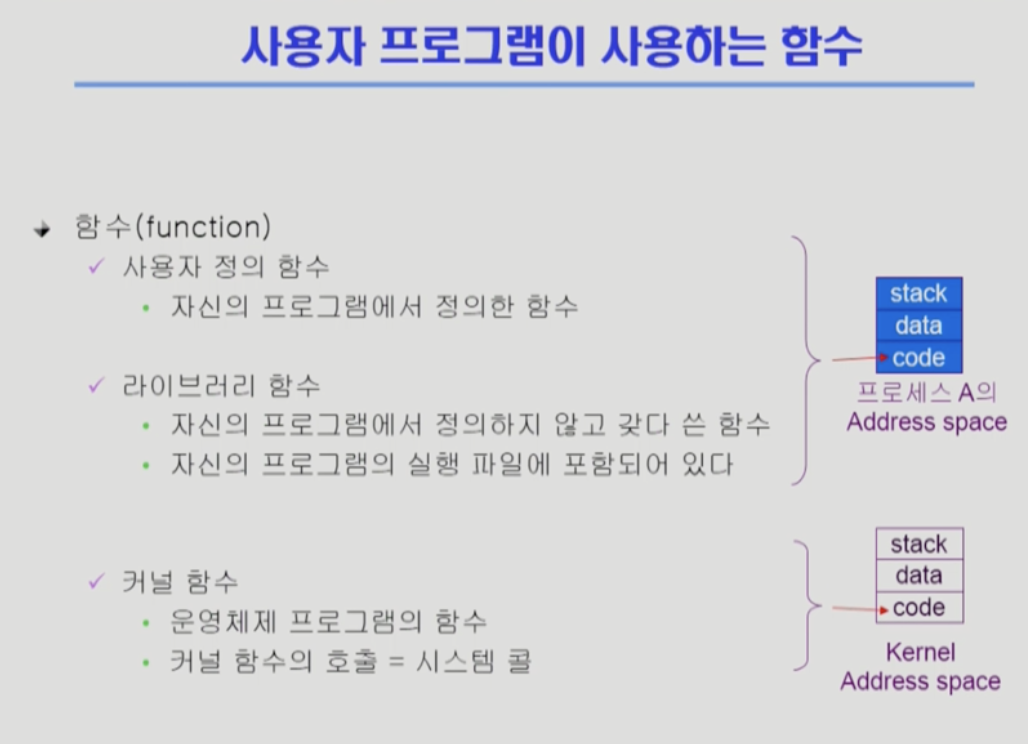 사용자 프로그램이 사용하는 함수
함수(function)
사용자 정의 함수
자신의 프로그램에서 정의한 함수
라이브러리 함수
자신의 프로그램에서 정의하지 않고 갖다 쓴 함수
자신의 프로그램의 실행 파일에 포함되어 있다
stack
data
code
프로세스 A의
Address space
커널 함수
운영체제 프로그램의 함수
커널 함수의 호출 = 시스템 콜
stack
data
code
Kernel
Address space